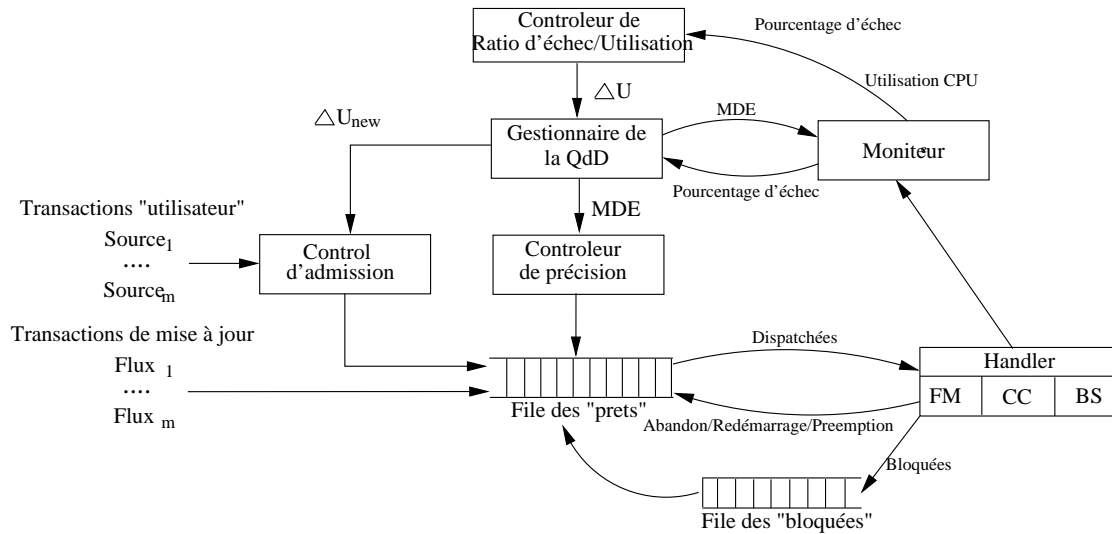 Controleur de
Ratio d'échec/Utilisation
Pourcentage d'échec
Utilisation CPU
△U
△Unew
MDE
Gestionnaire de
la QdD
Moniteur
Pourcentage d'échec
MDE
Transactions "utilisateur"
Source1
....
Sourcem
Control
d'admission
Controleur
de précision
Transactions de mise à jour
Flux 1
....
Flux m
Dispatchées
Handler
FM
CC
BS
File des "prets"
Abandon/Redémarrage/Preemption
Bloquées
File des "bloquées"